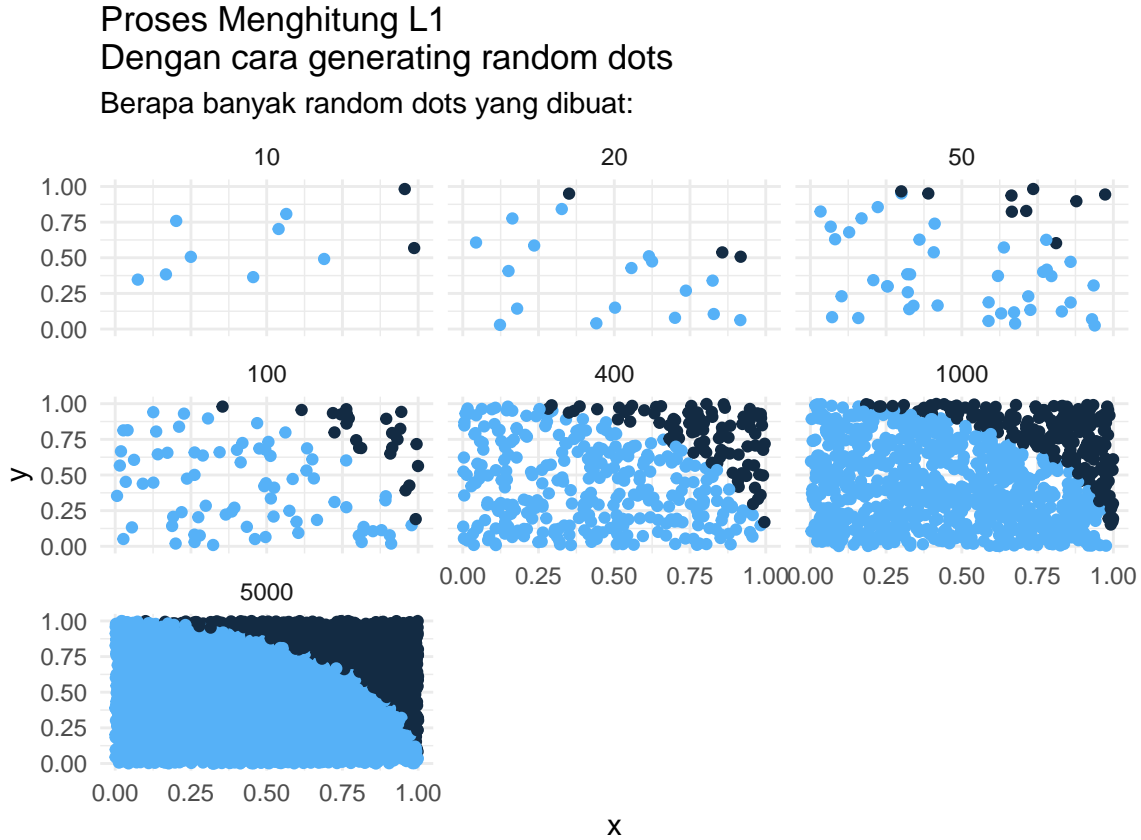 Proses Menghitung L1
Dengan cara generating random dots
Berapa banyak random dots yang dibuat:
10 20 50
1.00
0.75
0.50
0.25
0.00
100 400 1000
1.00
0.75
0.50
0.25
0.00
y
0.00 0.25 0.50 0.75 1.00 0.00 0.25 0.50 0.75 1.00
5000
1.00
0.75
0.50
0.25
0.00
0.00 0.25 0.50 0.75 1.00
x